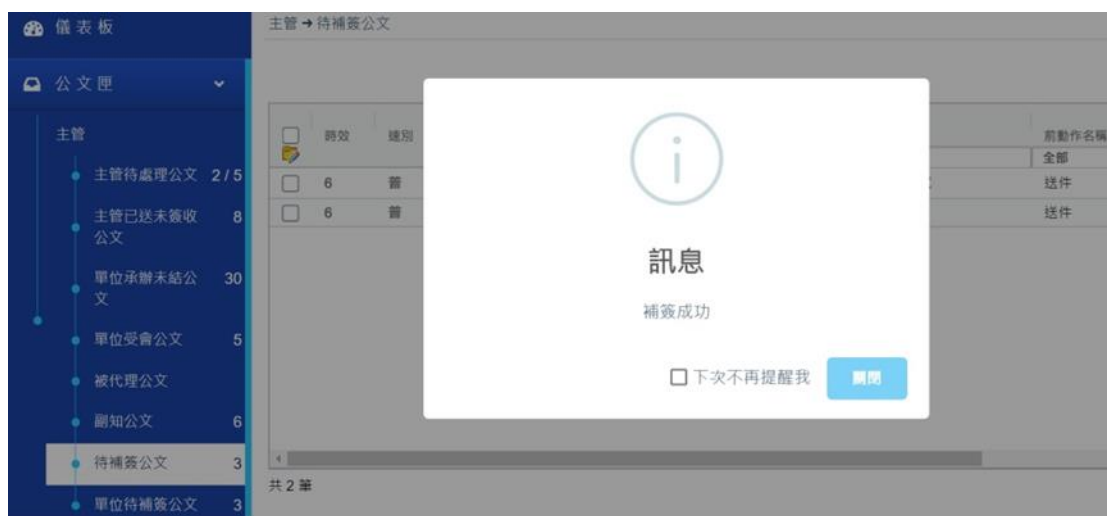 儀表板
主管➔待補簽公文
公文匣
主管
主管待處理公文 2 / 5
主管已送未簽收
公文 8
單位承辦未結公
文 30
單位受會公文 5
被代理公文
副知公文 6
待補簽公文 3
單位待補簽公文 3
時效 速別 前動作名稱
全部
6 普 送件
6 普 送件
共 2 筆
訊息
補簽成功
下次不再提醒我 關閉